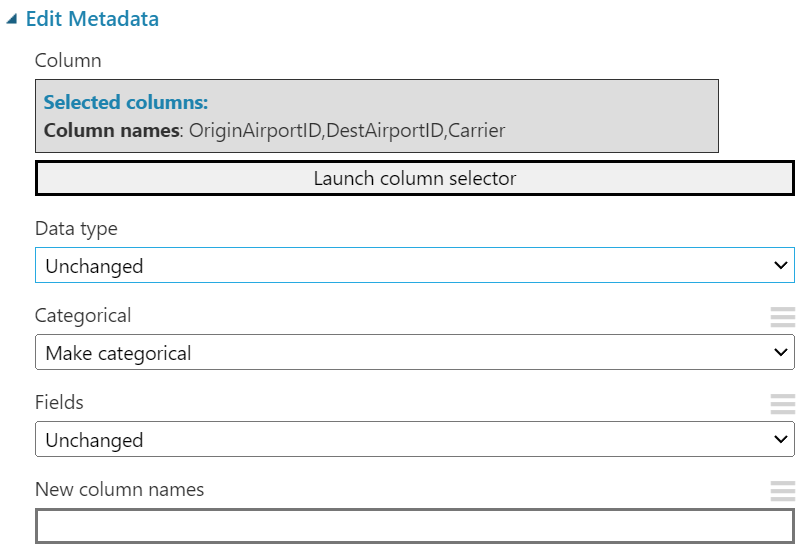 Edit Metadata
Column
Selected columns:
Column names: OriginAirportID,DestAirportID,Carrier
Launch column selector
Data type
Unchanged
Categorical
Make categorical
Fields
Unchanged
New column names